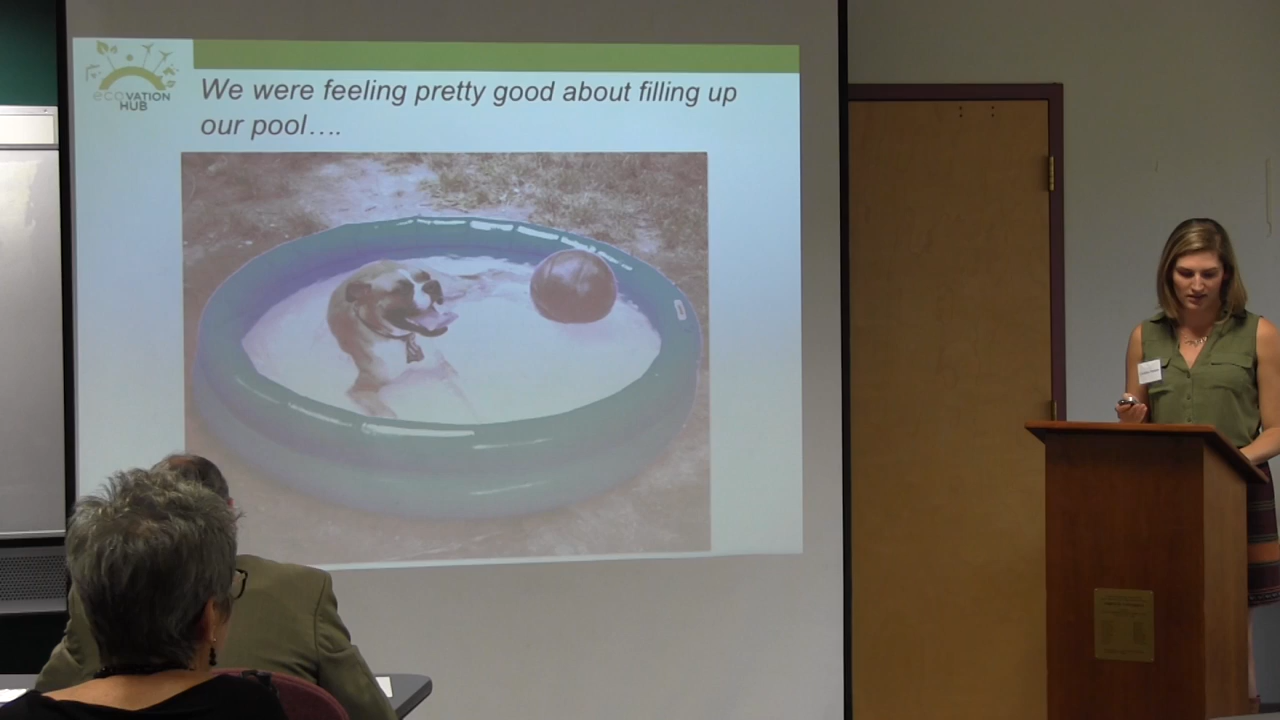 ecovation
HUB
We were feeling pretty good about filling up
our pool….